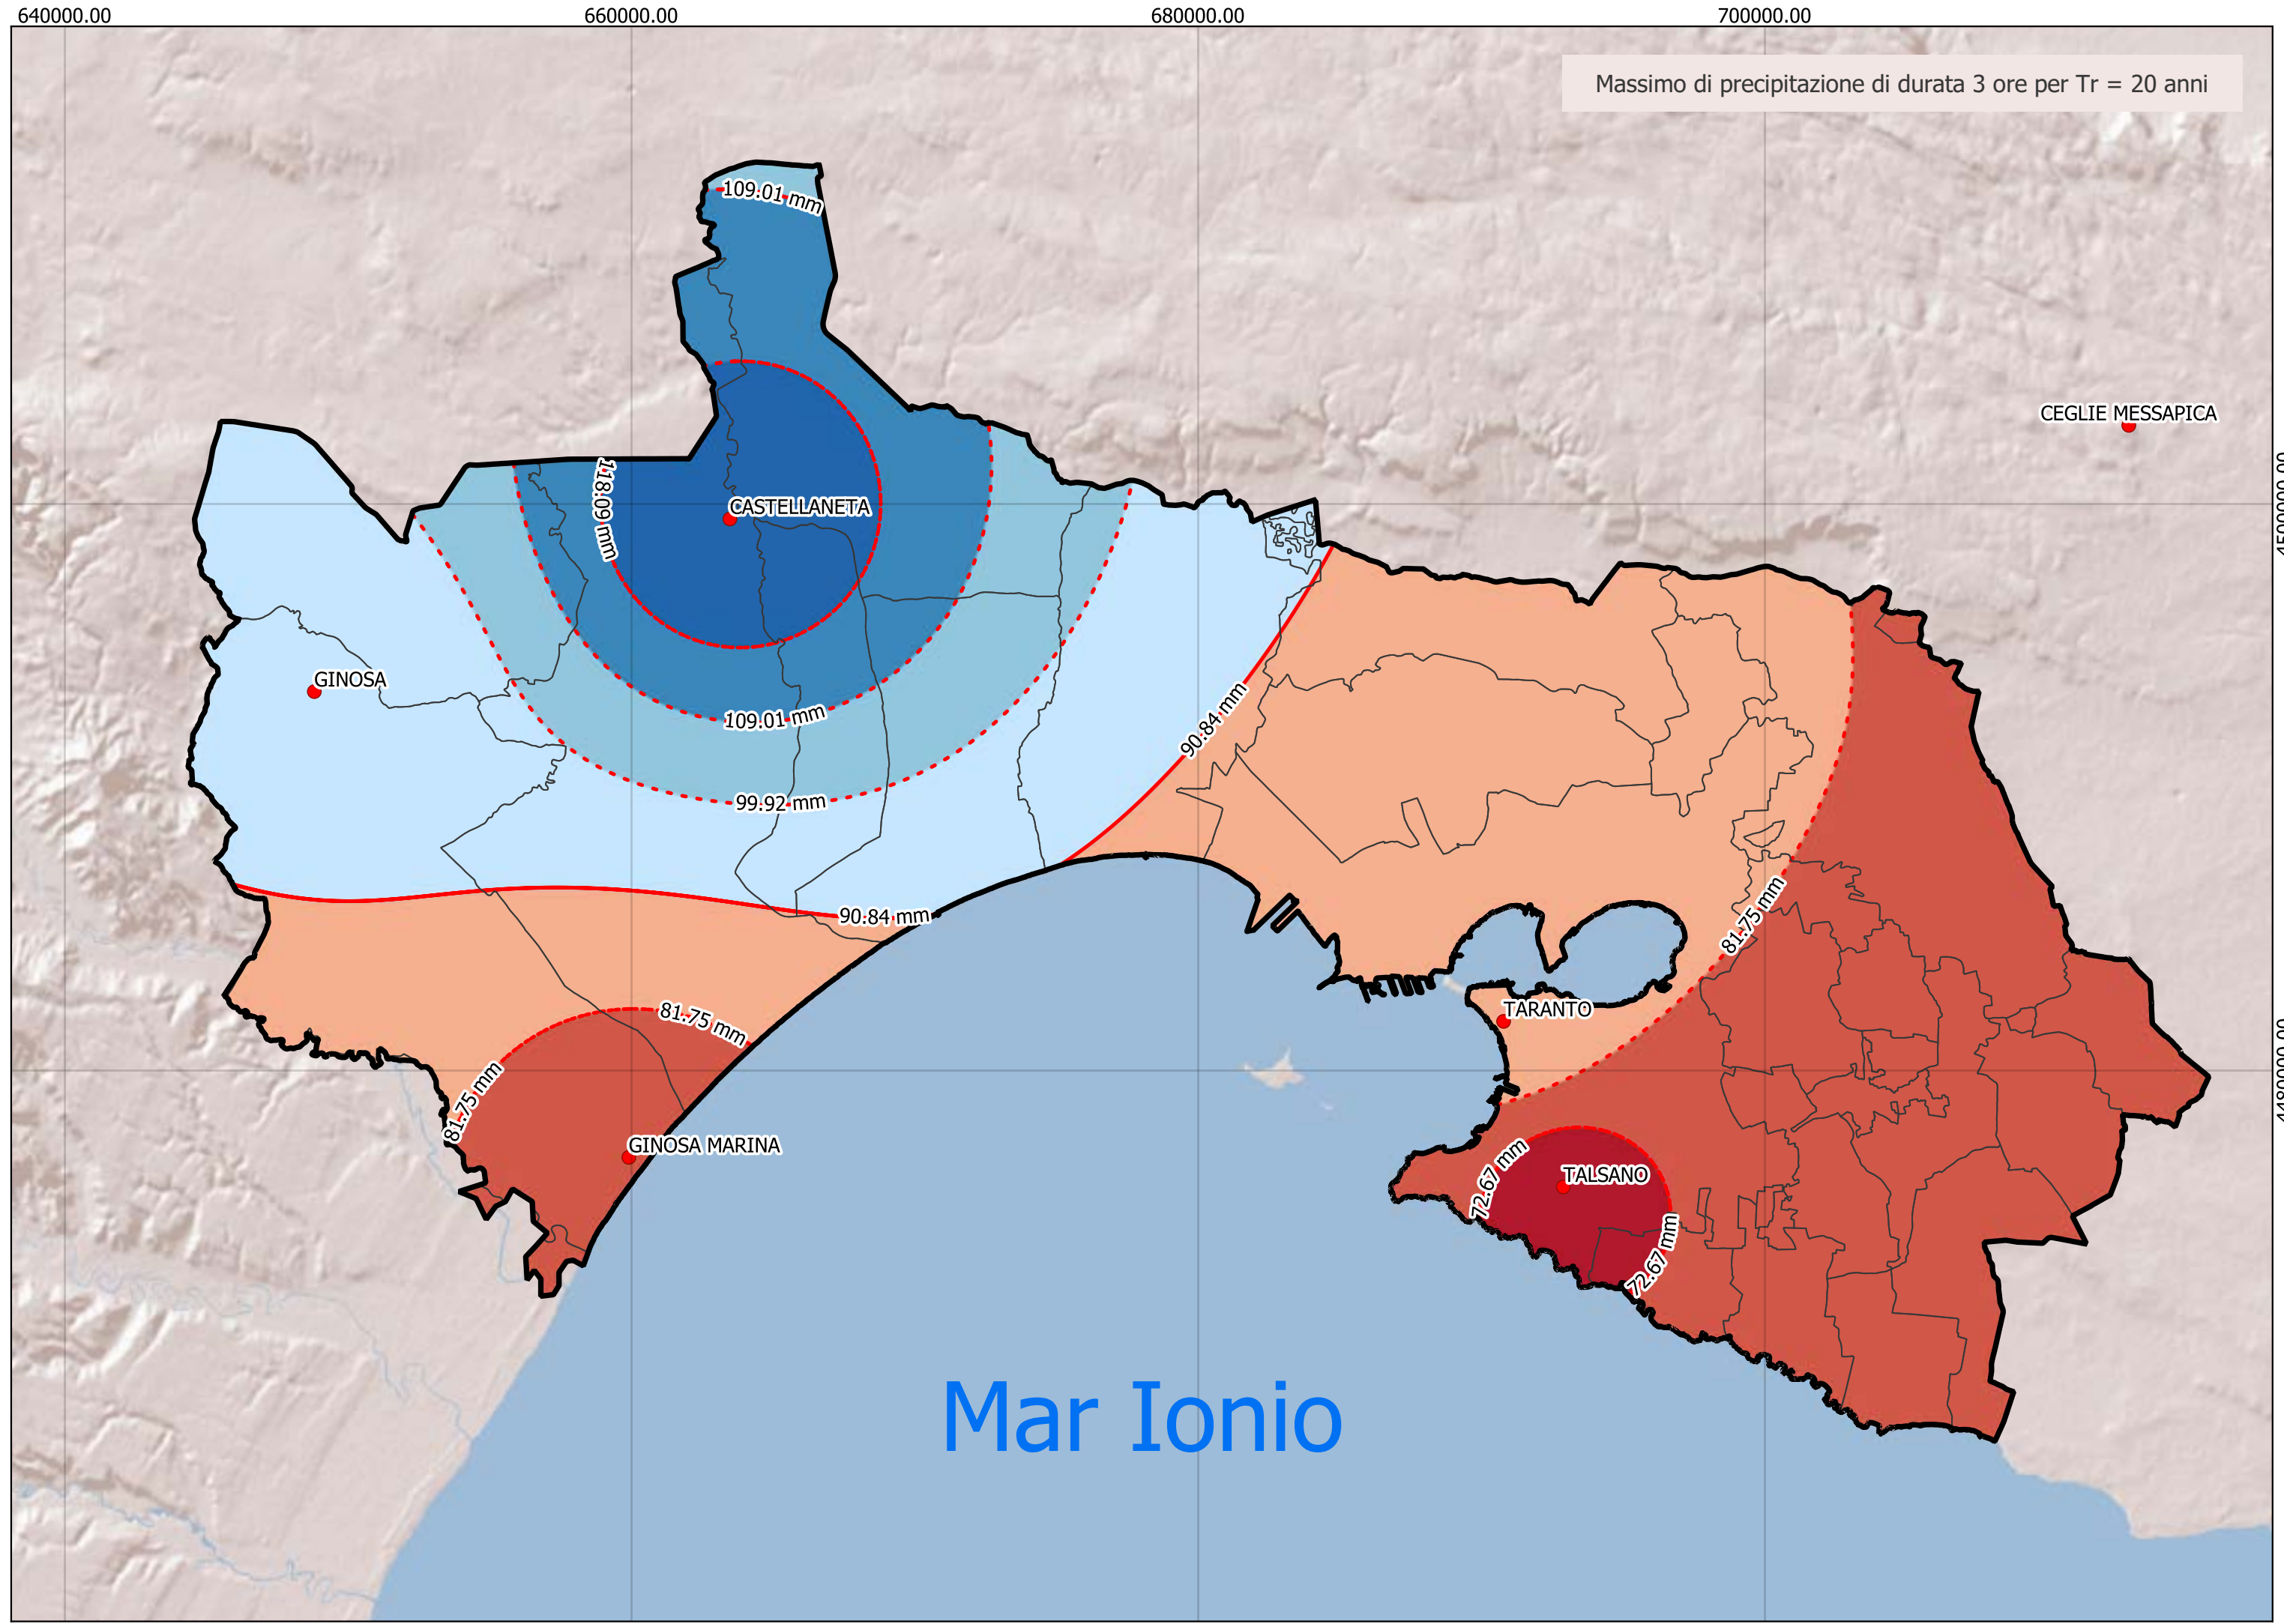 640000.00
660000.00
680000.00
700000.00
Massimo di precipitazione di durata 3 ore per Tr = 20 anni
109.01 mm
CEGLIE MESSAPICA
118.09 mm
CASTELLANETA
GINOSA
109.01 mm
90.84 mm
99.92 mm
81.75 mm
90.84 mm
TARANTO
81.75 mm
81.75 mm
GINOSA MARINA
72.67 mm
TALSANO
72.67 mm
Mar Ionio